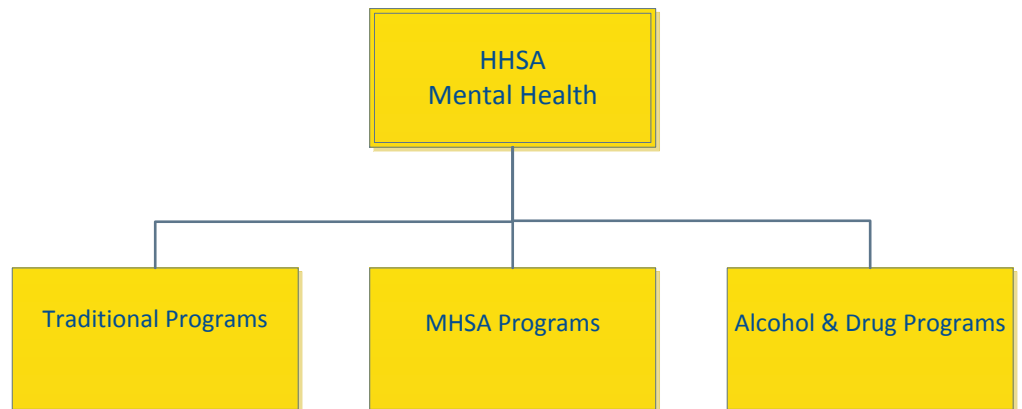 HHSA
Mental Health
Traditional Programs
MHSA Programs
Alcohol & Drug Programs